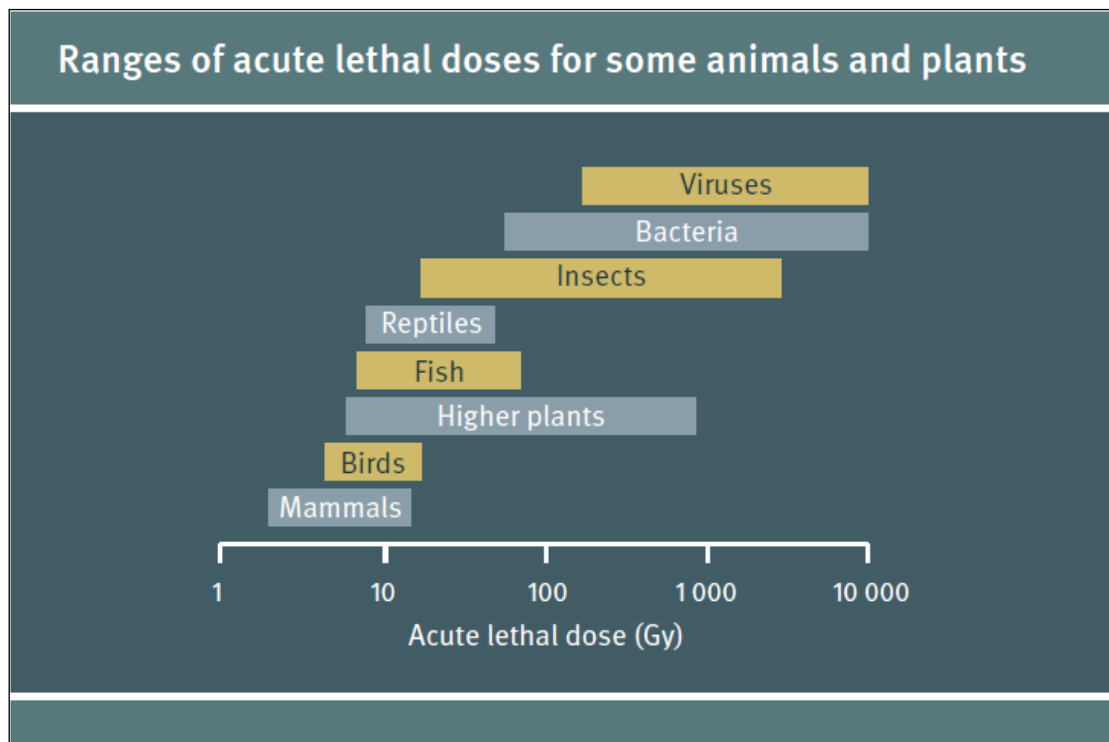 Ranges of acute lethal doses for some animals and plants
Viruses
Bacteria
Insects
Reptiles
Fish
Higher plants
Birds
Mammals
1 10 100 1 000 10 000
Acute lethal dose (Gy)